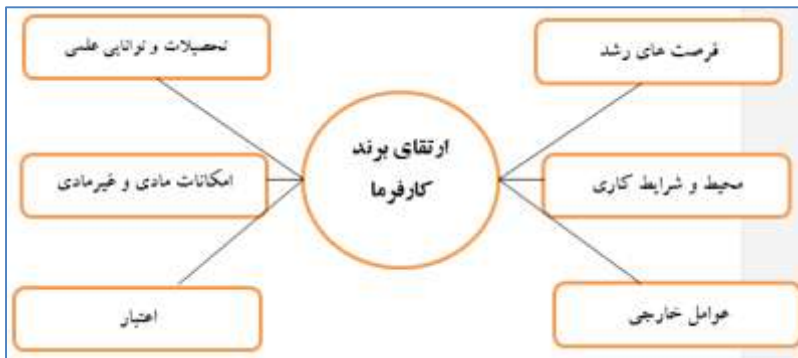 فرصت های رشد
تحصیلات و توانایی علمی
ارتقای برند
کارفرما
محیط و شرایط کاری
امکانات مادی و غیرمادی
عوامل خارجی
اعتبار